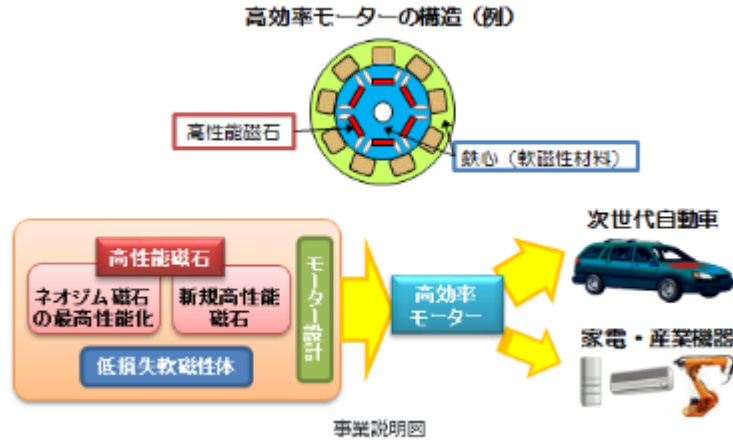 高効率モーターの構造（例）
高性能磁石
鉄心（軟磁性材料）
高性能磁石
ネオジム磁石
の最高性能化
新規高性能
磁石
低損失軟磁性体
モーター設計
高効率
モーター
次世代自動車
家電・産業機器
事業説明図